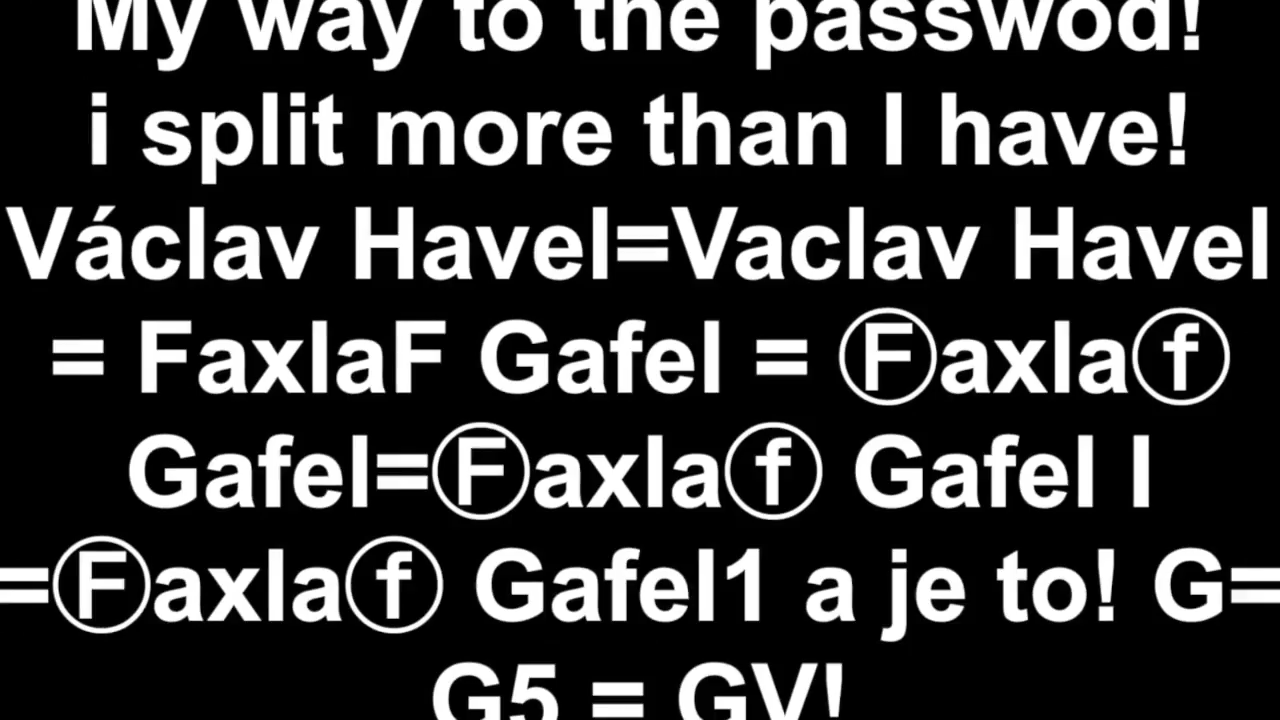 My way to the passwod!
i split more than I have!
Václav Havel=Vaclav Havel
= FaxlaF Gafel = Ⓕaxlaⓕ
Gafel=Ⓕaxlaⓕ Gafel I
=Ⓕaxlaⓕ Gafel1 a je to! G=
G5 = GV!